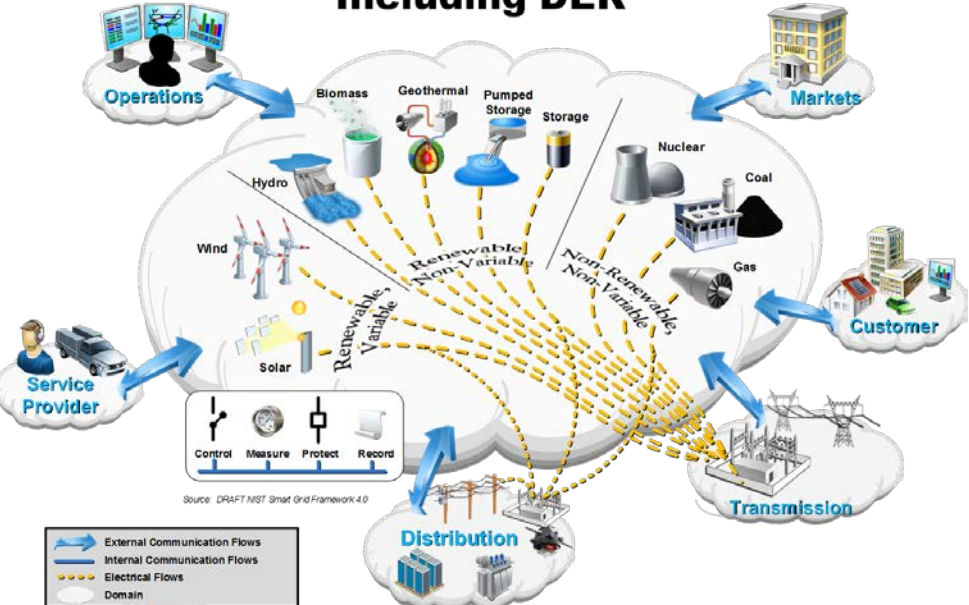 Including DER
Operations
Markets
Biomass
Geothermal
Pumped
Storage
Storage
Nuclear
Hydro
Coal
Wind
Gas
Renewable,
Non-Variable
Non-Renewable,
Non-Variable
Renewable,
Variable
Solar
Customer
Service
Provider
Control
Measure
Protect
Record
Source: DRAFT NIST Smart Grid Framework 4.0
Transmission
Distribution
External Communication Flows
Internal Communication Flows
Electrical Flows
Domain